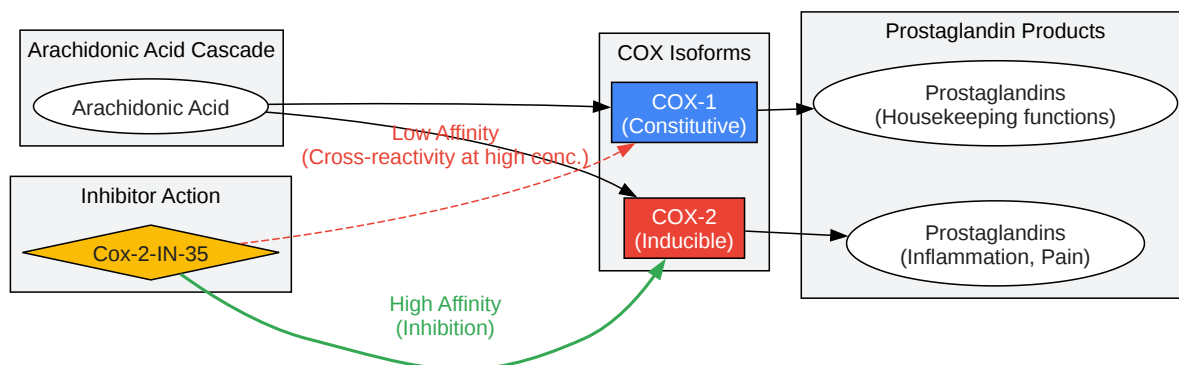 Arachidonic Acid Cascade
Arachidonic Acid
Inhibitor Action
Cox-2-IN-35
Low Affinity
(Cross-reactivity at high conc.)
High Affinity
(Inhibition)
COX Isoforms
COX-1
(Constitutive)
COX-2
(Inducible)
Prostaglandin Products
Prostaglandins
(Housekeeping functions)
Prostaglandins
(Inflammation, Pain)